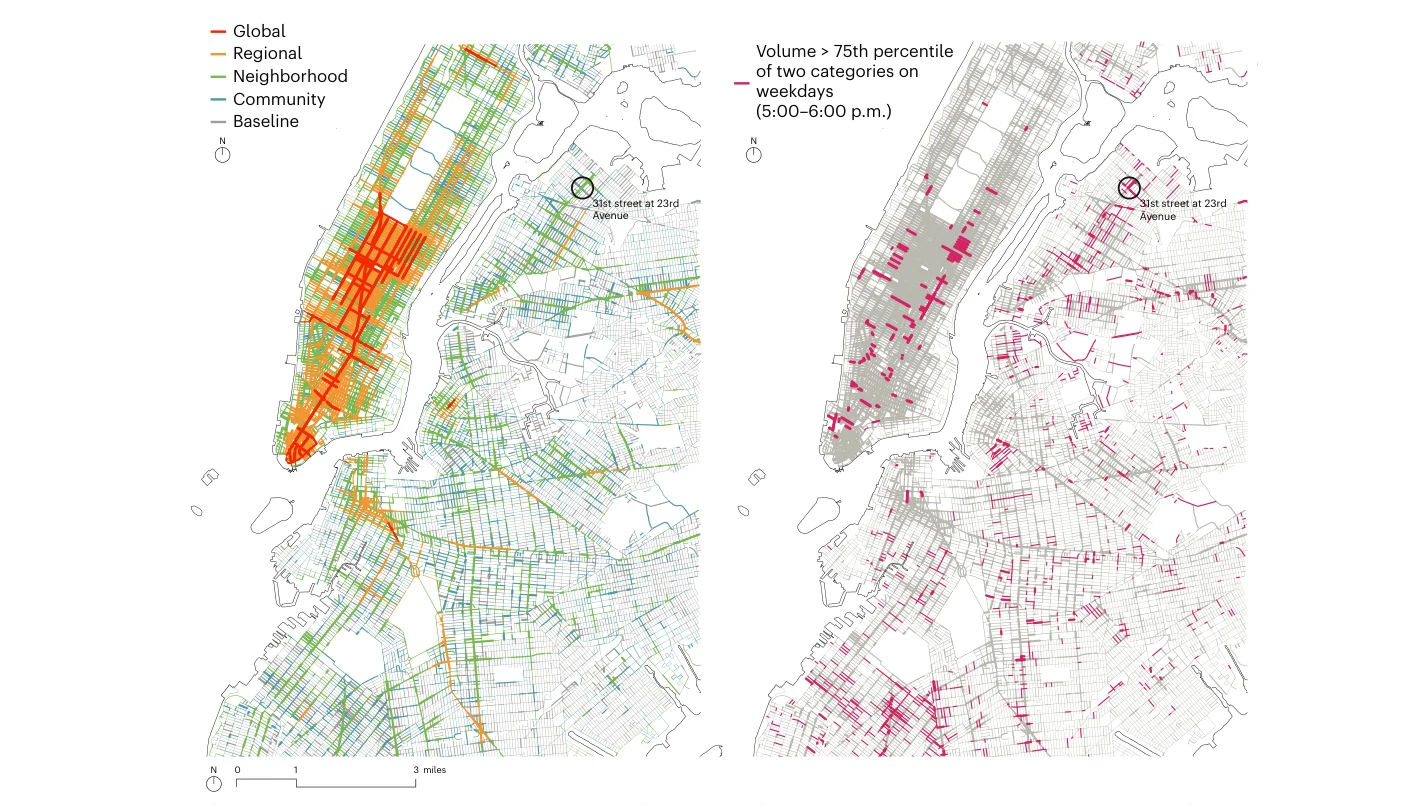 Global
Regional
Neighborhood
Community
Baseline
N
31st street at 23rd
Avenue
N 0 1 3 miles
Volume > 75th percentile
of two categories on
weekdays
(5:00–6:00 p.m.)
N
31st street at 23rd
Avenue